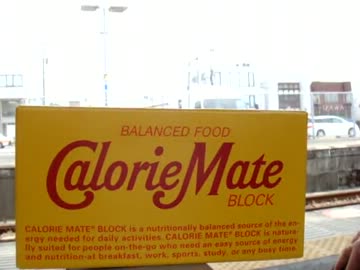 BALANCED FOOD
CalorieMate
BLOCK
CALORIE MATE® BLOCK is a nutritionally balanced source of the en-
ergy needed for daily activities. CALORIE MATE® BLOCK is natura-
lly suited for people on-the-go who need an easy source of energy
and nutrition-at breakfast, work, sports, study, or any busy time.